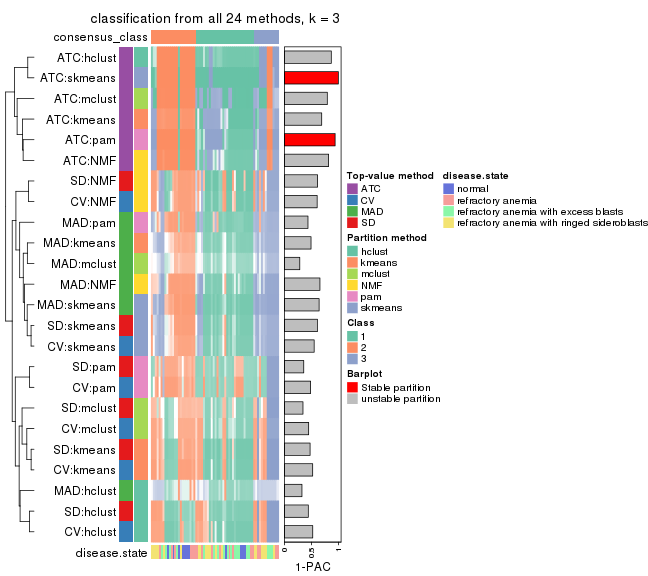 classification from all 24 methods, k = 3
consensus_class
ATC:hclust
ATC:skmeans
ATC:mclust
ATC:kmeans
ATC:pam
ATC:NMF
SD:NMF
CV:NMF
MAD:pam
MAD:kmeans
MAD:mclust
MAD:NMF
MAD:skmeans
SD:skmeans
CV:skmeans
SD:pam
CV:pam
SD:mclust
CV:mclust
SD:kmeans
CV:kmeans
MAD:hclust
SD:hclust
CV:hclust
disease.state
0
0.5
1
1-PAC
Top-value method
ATC
CV
MAD
SD
Partition method
hclust
kmeans
mclust
NMF
pam
skmeans
Class
1
2
3
Barplot
Stable partition
unstable partition
disease.state
normal
refractory anemia
refractory anemia with excess blasts
refractory anemia with ringed sideroblasts